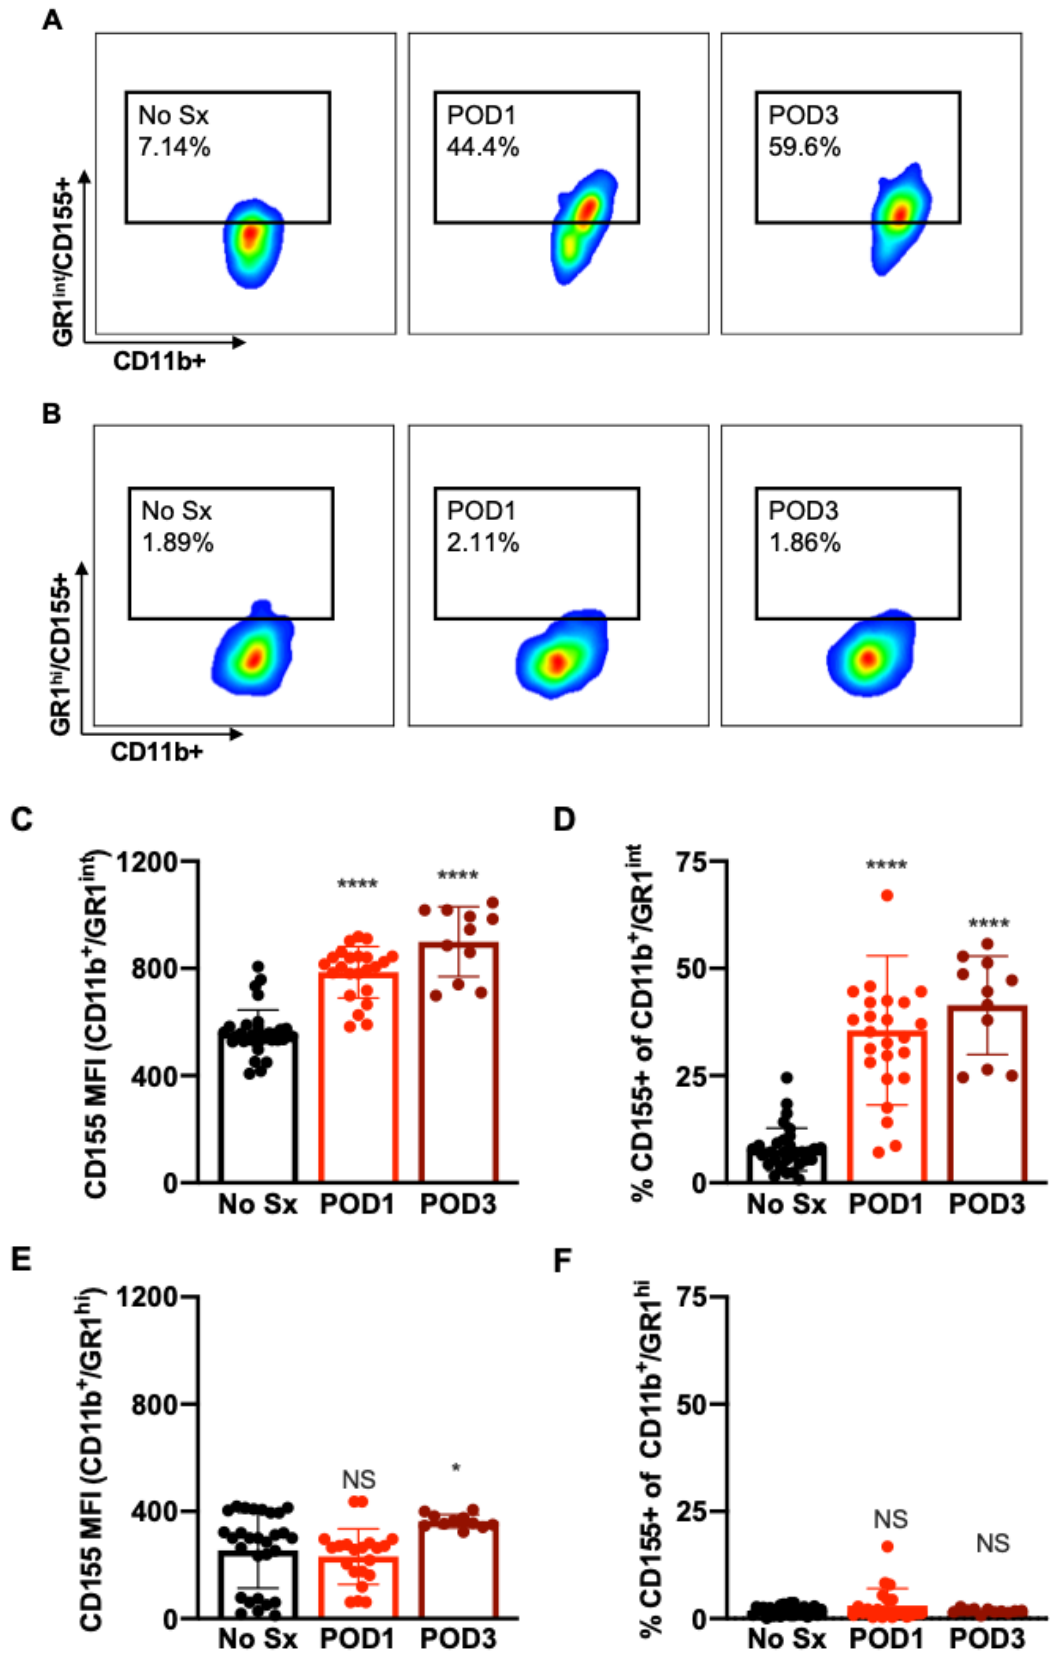 A
No Sx
7.14%
POD1
44.4%
POD3
59.6%
GR1int/CD155+
CD11b+
B
No Sx
1.89%
POD1
2.11%
POD3
1.86%
GR1hi/CD155+
CD11b+
C
CD155 MFI (CD11b+/GR1int)
1200
800
400
0
****
****
No Sx
POD1
POD3
D
% CD155+ of CD11b+/GR1int
75
50
25
0
****
****
No Sx
POD1
POD3
E
CD155 MFI (CD11b+/GR1hi)
1200
800
400
0
NS
*
No Sx
POD1
POD3
F
% CD155+ of CD11b+/GR1hi
75
50
25
0
NS
NS
No Sx
POD1
POD3